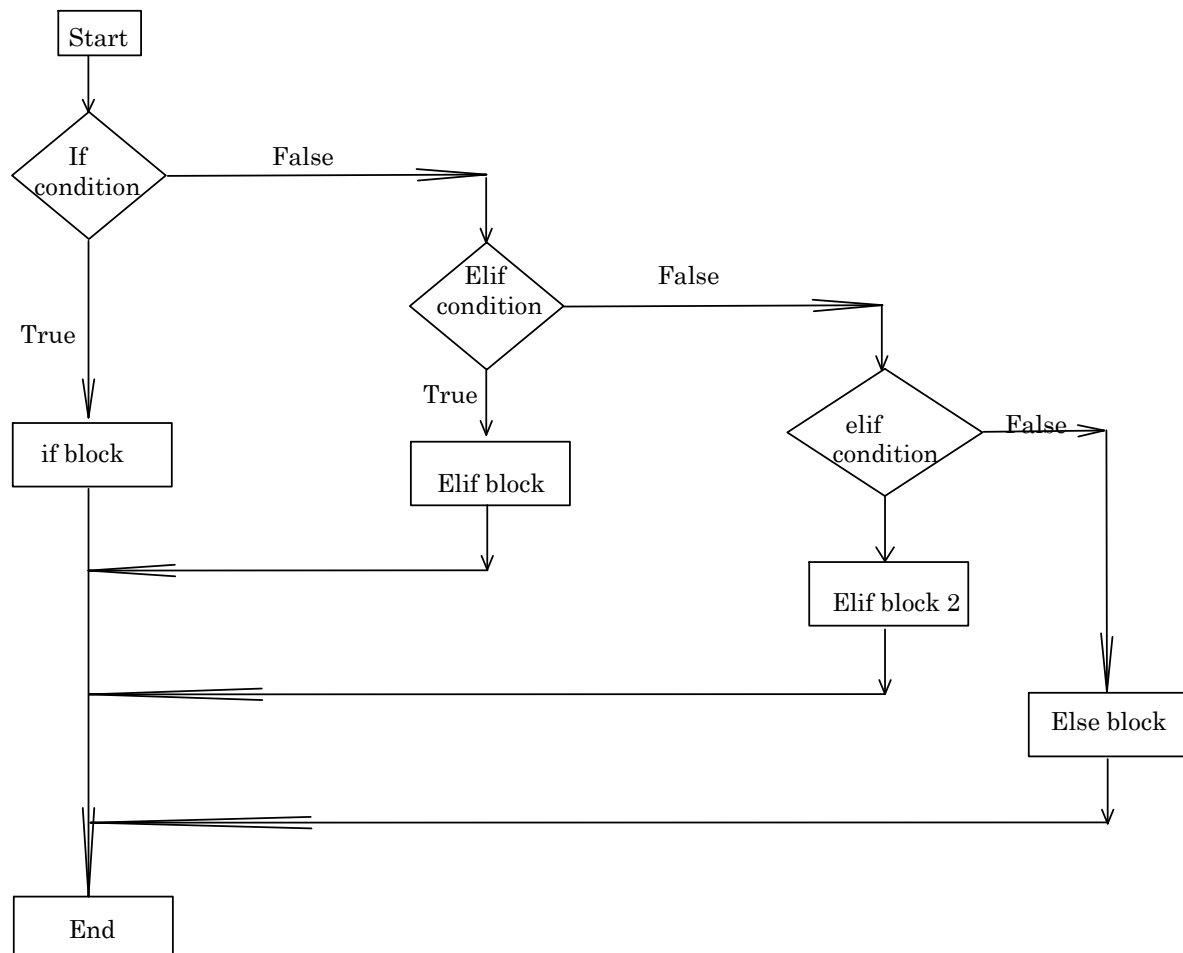 Start
If
condition
False
Elif
condition
False
True
True
elif
condition
False
if block
Elif block
Elif block 2
Else block
End